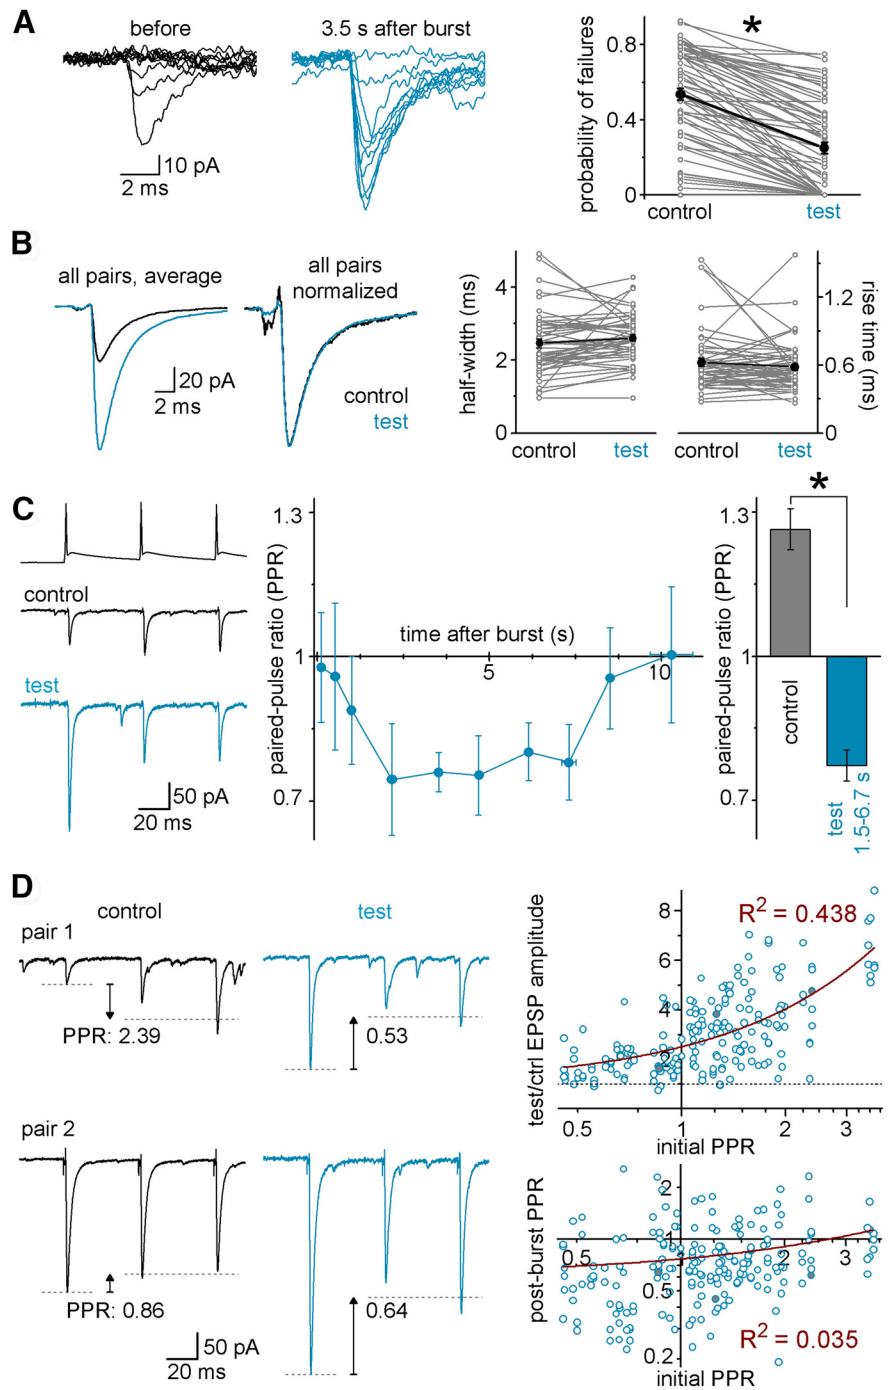 A
before
3.5 s after burst
10 pA
2 ms
probability of failures
0.8
0.4
0
control
test
*
B
all pairs, average
all pairs
normalized
20 pA
2 ms
control
test
half-width (ms)
4
2
0
control
test
rise time (ms)
1.2
0.6
0
control
test
C
control
test
50 pA
20 ms
paired-pulse ratio (PPR)
1.3
1
0.7
time after burst (s)
5
10
paired-pulse ratio (PPR)
1.3
1
0.7
*
control
test
1.5-6.7 s
D
control
test
pair 1
PPR: 2.39
0.53
pair 2
PPR: 0.86
0.64
50 pA
20 ms
test/ctrl EPSP amplitude
8
6
4
2
R2 = 0.438
0.5
1
2
3
initial PPR
post-burst PPR
2
1
0.5
0.2
0.5
1
2
3
R2 = 0.035
initial PPR